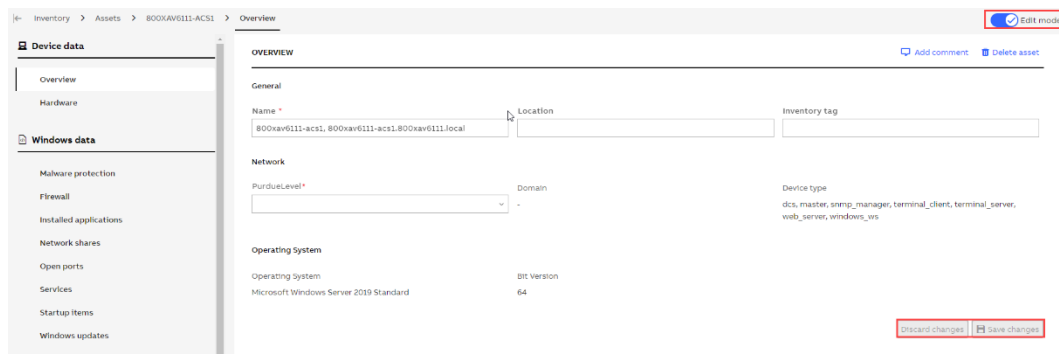 Inventory > Assets > 800XAV6111-ACS1 > Overview
Edit mode
Device data
Overview
Hardware
Windows data
Malware protection
Firewall
Installed applications
Network shares
Open ports
Services
Startup items
Windows updates
OVERVIEW
Add comment
Delete asset
General
Name *
Location
Inventory tag
800xav6111-acs1, 800xav6111-acs1.800xav6111.local
Network
PurdueLevel*
Domain
Device type
-
dcs, master, snmp_manager, terminal_client, terminal_server,
web_server, windows_ws
Operating System
Operating System
Bit Version
Microsoft Windows Server 2019 Standard
64
Discard changes
Save changes